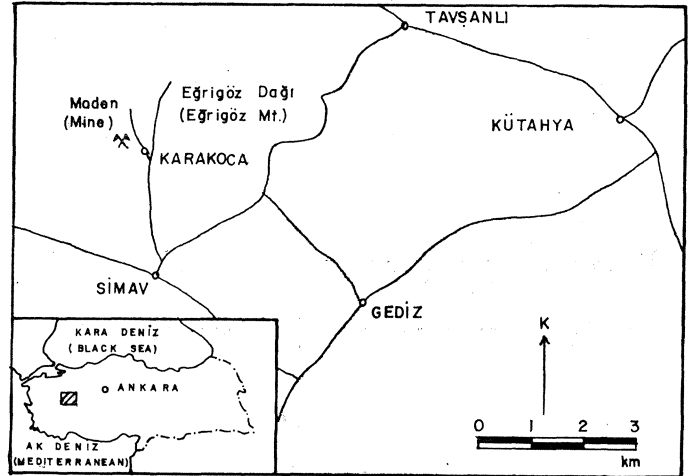 TAVŞANLI
Eğrigöz Dağı
(Eğrigöz Mt.)
Maden
(Mine)
KÜTAHYA
KARAKOCA
SİMAV
GEDİZ
KARA DENİZ
(BLACK SEA)
ANKARA
AK DENİZ
(MEDITERRANEAN)
K
0 1 2 3
km